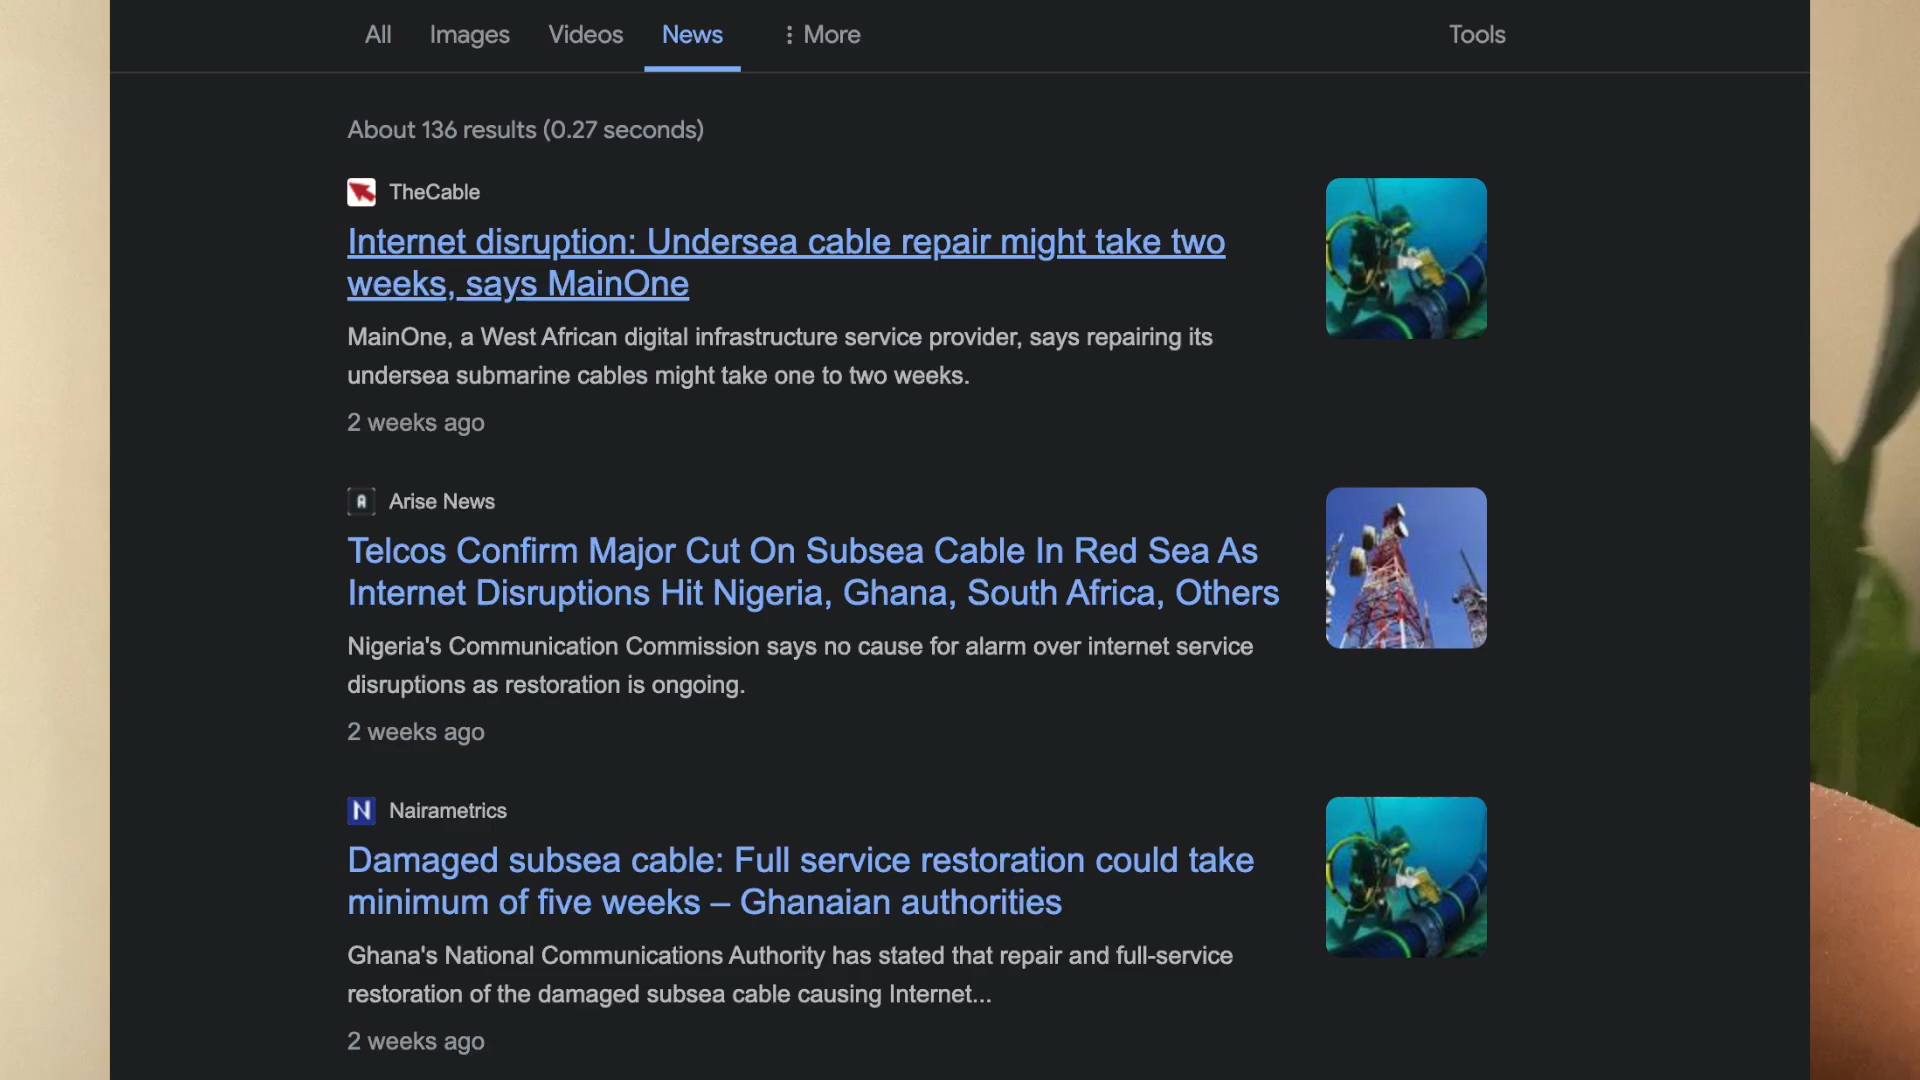 All Images Videos News More Tools
About 136 results (0.27 seconds)
TheCable
Internet disruption: Undersea cable repair might take two
weeks, says MainOne
MainOne, a West African digital infrastructure service provider, says repairing its
undersea submarine cables might take one to two weeks.
2 weeks ago
A Arise News
Telcos Confirm Major Cut On Subsea Cable In Red Sea As
Internet Disruptions Hit Nigeria, Ghana, South Africa, Others
Nigeria's Communication Commission says no cause for alarm over internet service
disruptions as restoration is ongoing.
2 weeks ago
N Nairametrics
Damaged subsea cable: Full service restoration could take
minimum of five weeks – Ghanaian authorities
Ghana's National Communications Authority has stated that repair and full-service
restoration of the damaged subsea cable causing Internet...
2 weeks ago